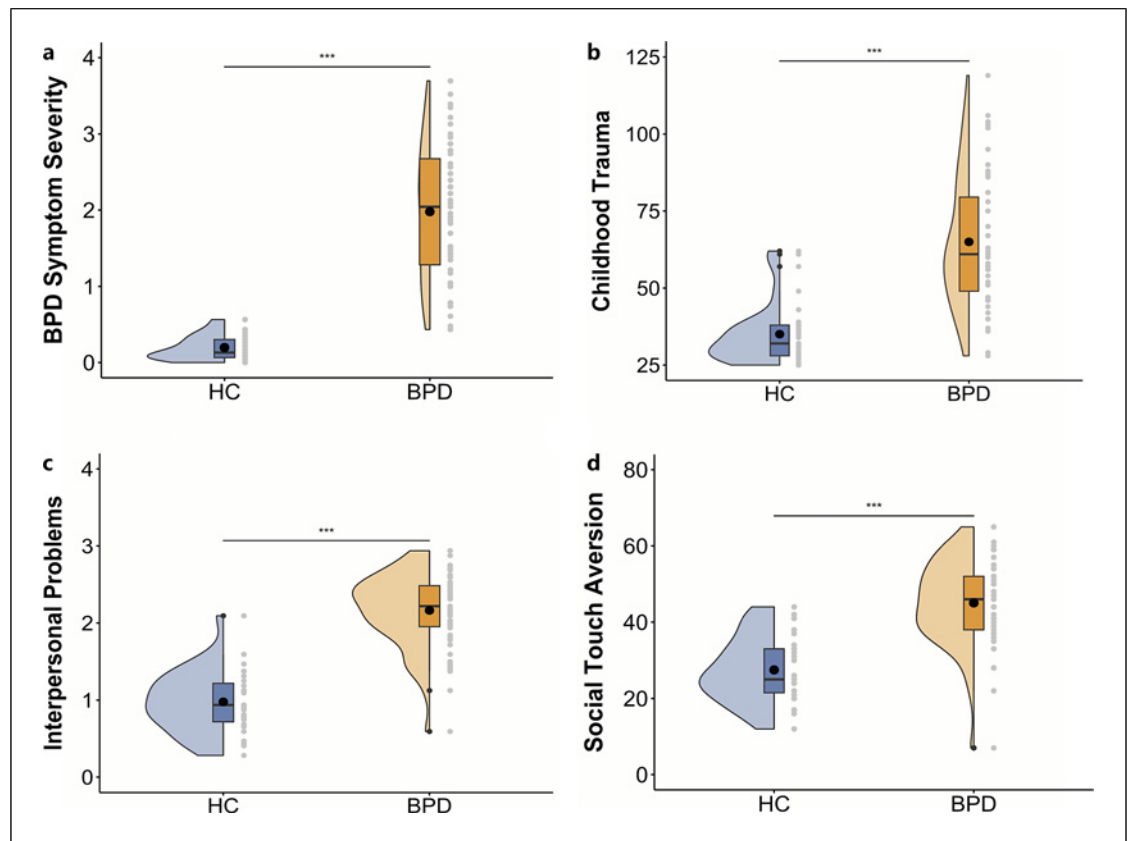 a
BPD Symptom Severity
4
3
2
1
0
***
HC
BPD
b
Childhood Trauma
125
100
75
50
25
***
HC
BPD
c
Interpersonal Problems
4
3
2
1
0
***
HC
BPD
d
Social Touch Aversion
80
60
40
20
0
***
HC
BPD